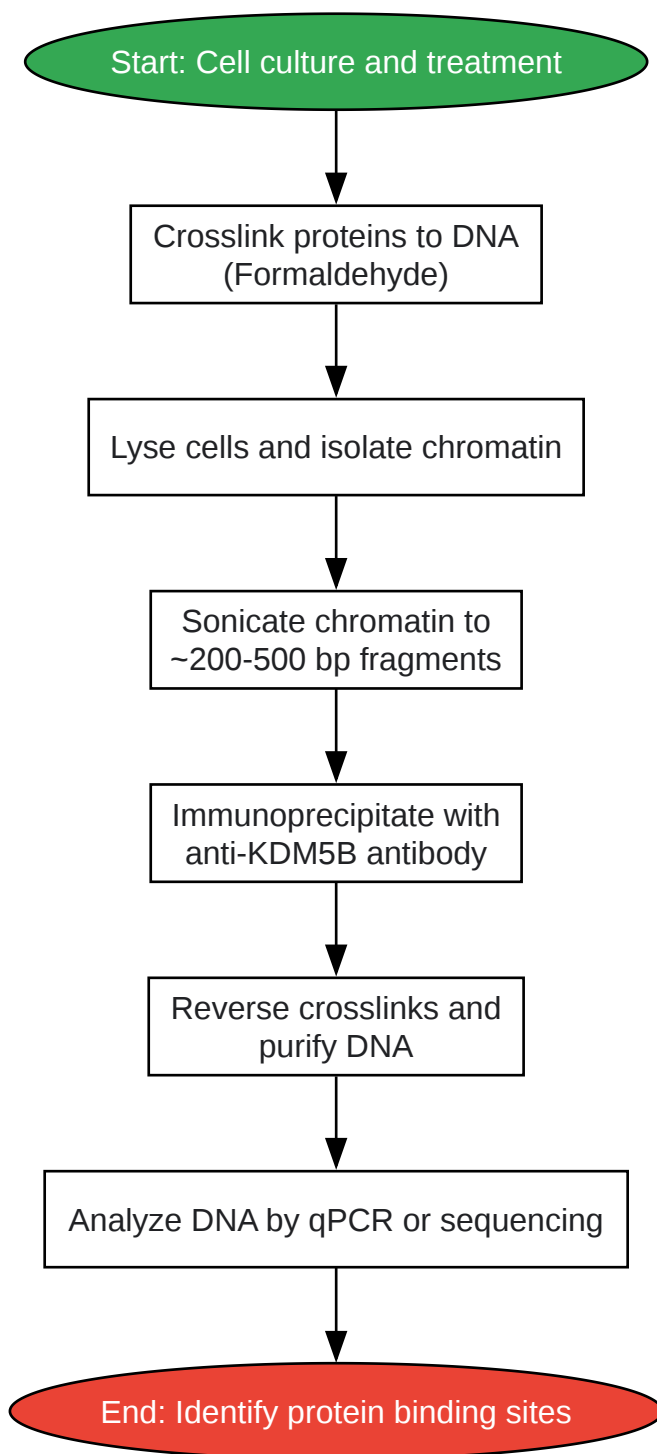 Start: Cell culture and treatment
Crosslink proteins to DNA
(Formaldehyde)
Lyse cells and isolate chromatin
Sonicate chromatin to
~200-500 bp fragments
Immunoprecipitate with
anti-KDM5B antibody
Reverse crosslinks and
purify DNA
Analyze DNA by qPCR or sequencing
End: Identify protein binding sites